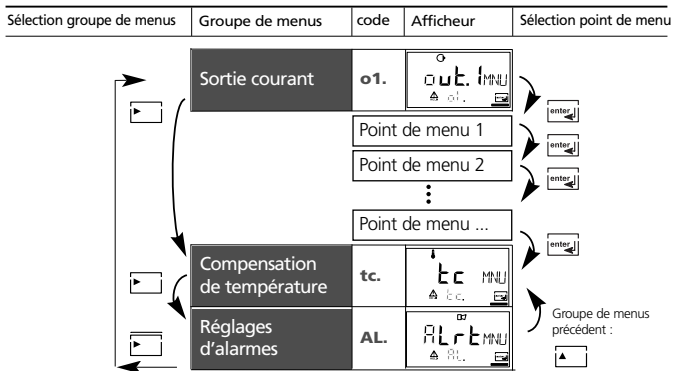 Sélection groupe de menus Groupe de menus code Afficheur Sélection point de menu
Sortie courant o1. out.1 MNU
o1.
enter
Point de menu 1
enter
Point de menu 2
enter
Point de menu ...
enter
Compensation
de température tc. tc MNU
tc.
Réglages
d'alarmes AL. ALrt MNU
AL.
Groupe de menus
précédent :